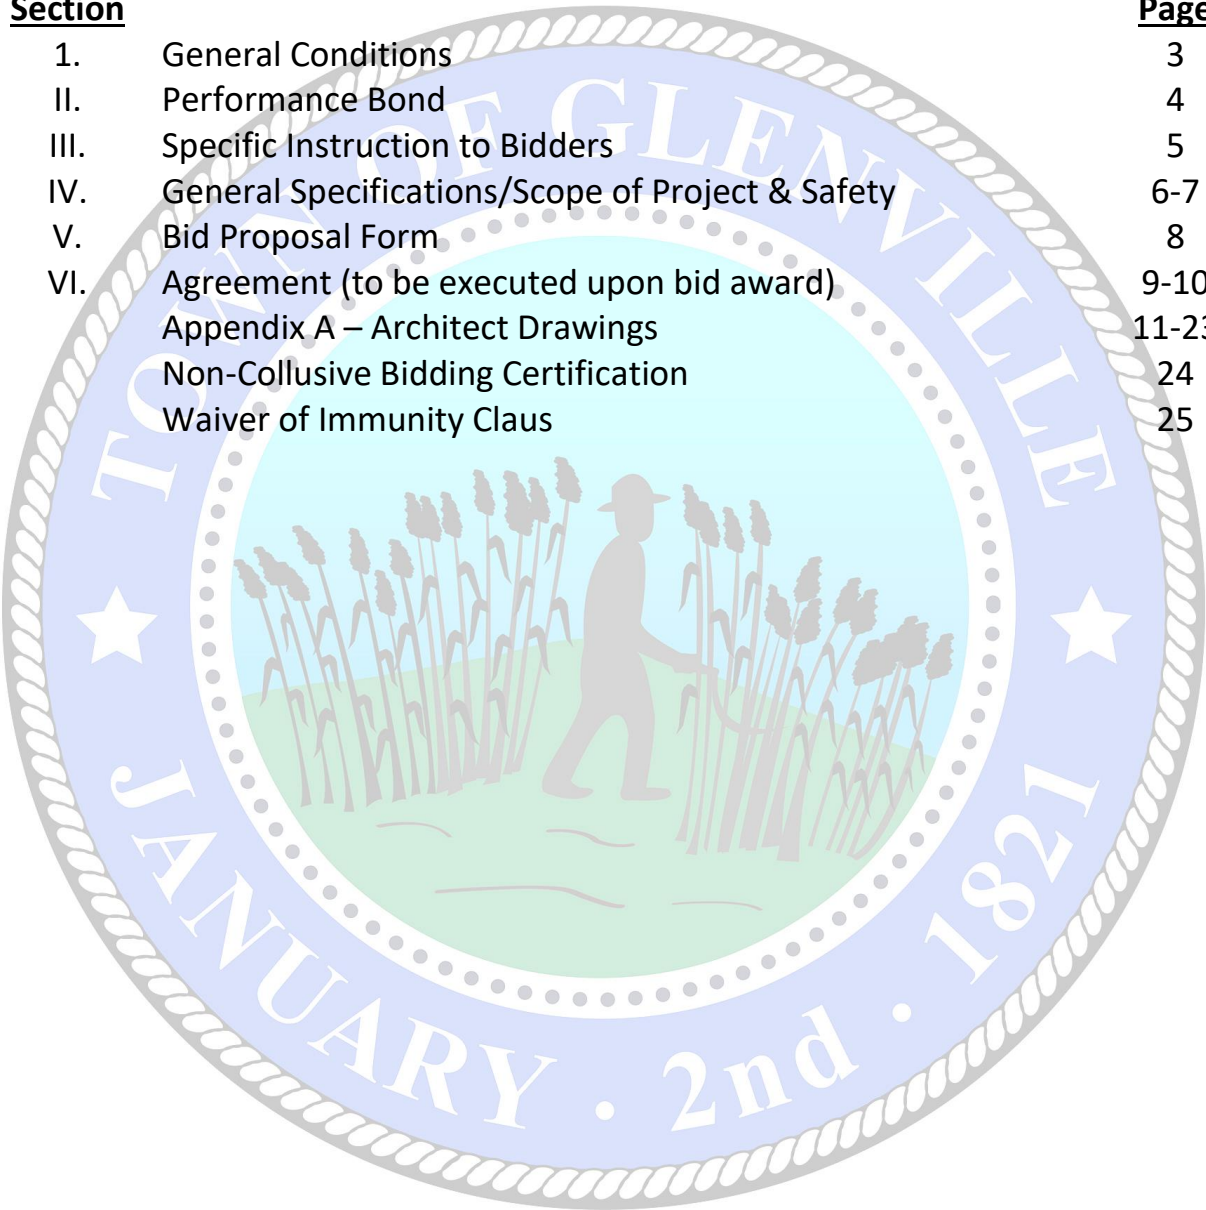 Section Page
1. General Conditions 3
II. Performance Bond 4
III. Specific Instruction to Bidders 5
IV. General Specifications/Scope of Project & Safety 6-7
V. Bid Proposal Form 8
VI. Agreement (to be executed upon bid award) 9-10
Appendix A – Architect Drawings 11-23
Non-Collusive Bidding Certification 24
Waiver of Immunity Claus 25
TOWN OF GLENVILLE
JANUARY · 2nd · 1821